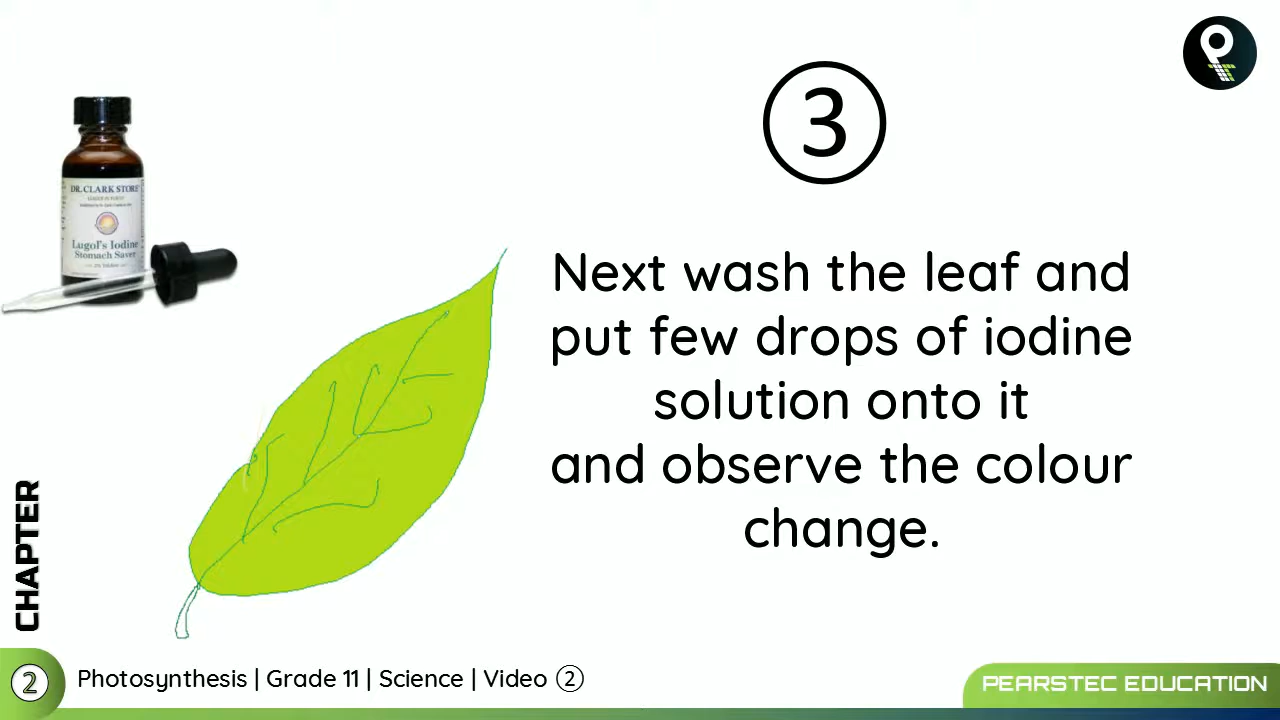 3
DR. CLARK STORE
Lugol's Iodine
Stomach Saver
Next wash the leaf and
put few drops of iodine
solution onto it
and observe the colour
change.
CHAPTER
2
Photosynthesis | Grade 11 | Science | Video ②
PEARSTEC EDUCATION